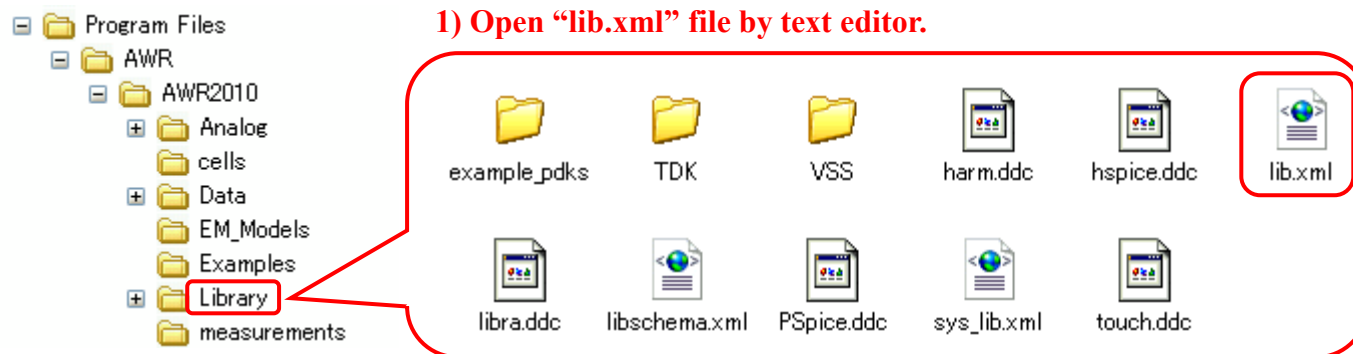 1) Open “lib.xml” file by text editor.
Program Files
AWR
AWR2010
Analog
cells
Data
EM_Models
Examples
Library
measurements
example_pdks TDK VSS harm.ddc hspice.ddc lib.xml
libra.ddc libschema.xml PSpice.ddc sys_lib.xml touch.ddc